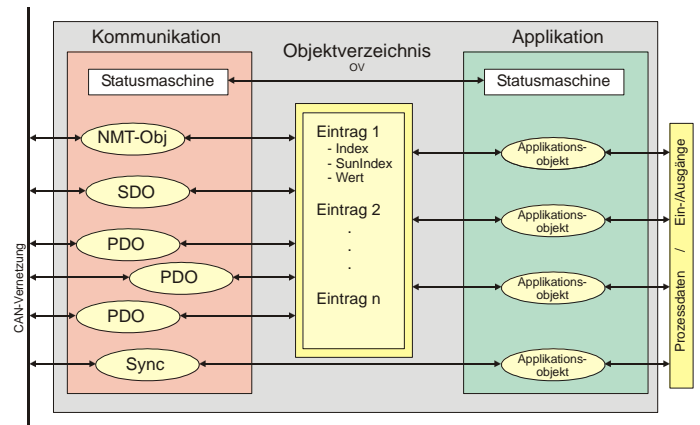 Kommunikation
Objektverzeichnis
OV
Applikation
Statusmaschine
Statusmaschine
NMT-Obj
SDO
PDO
PDO
PDO
Sync
Eintrag 1
- Index
- SunIndex
- Wert
Eintrag 2
.
.
.
Eintrag n
Applikations-
objekt
Applikations-
objekt
Applikations-
objekt
Applikations-
objekt
CAN-Vernetzung
Prozessdaten / Ein-/Ausgänge